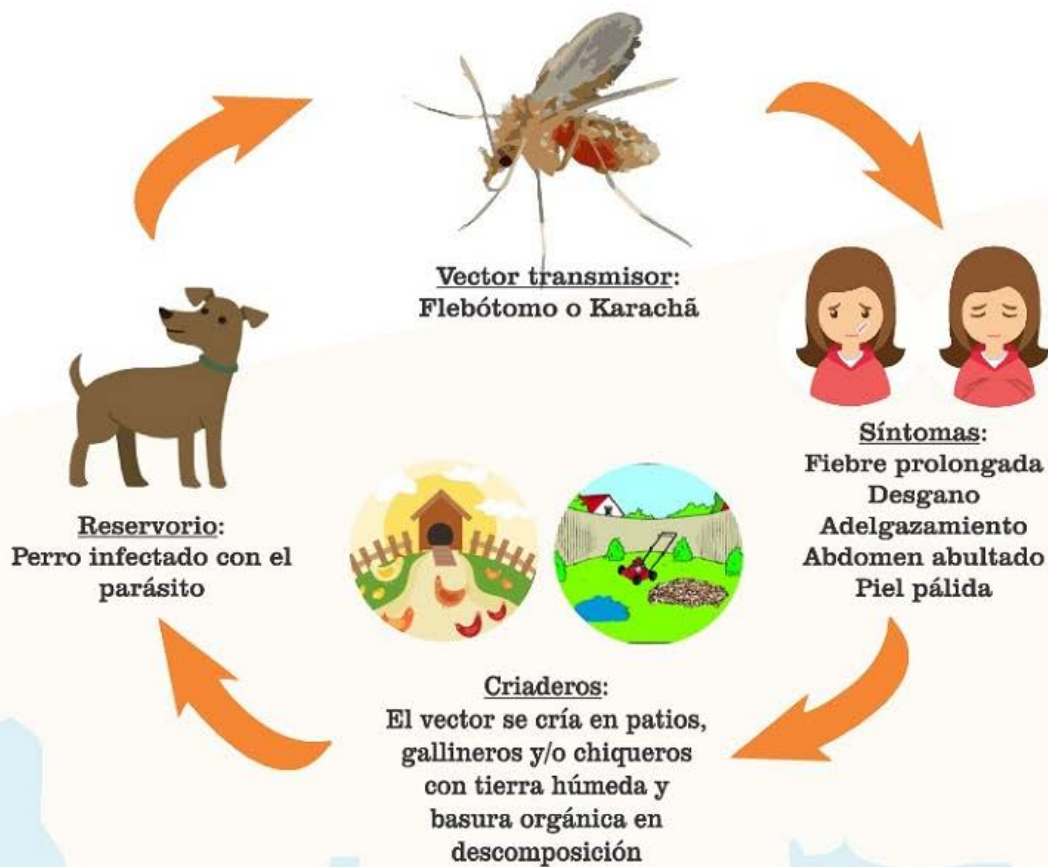 Vector transmisor:
Flebótomo o Karachã
Síntomas:
Fiebre prolongada
Desgano
Adelgazamiento
Abdomen abultado
Piel pálida
Reservorio:
Perro infectado con el
parásito
Criaderos:
El vector se cría en patios,
gallineros y/o chiqueros
con tierra húmeda y
basura orgánica en
descomposición